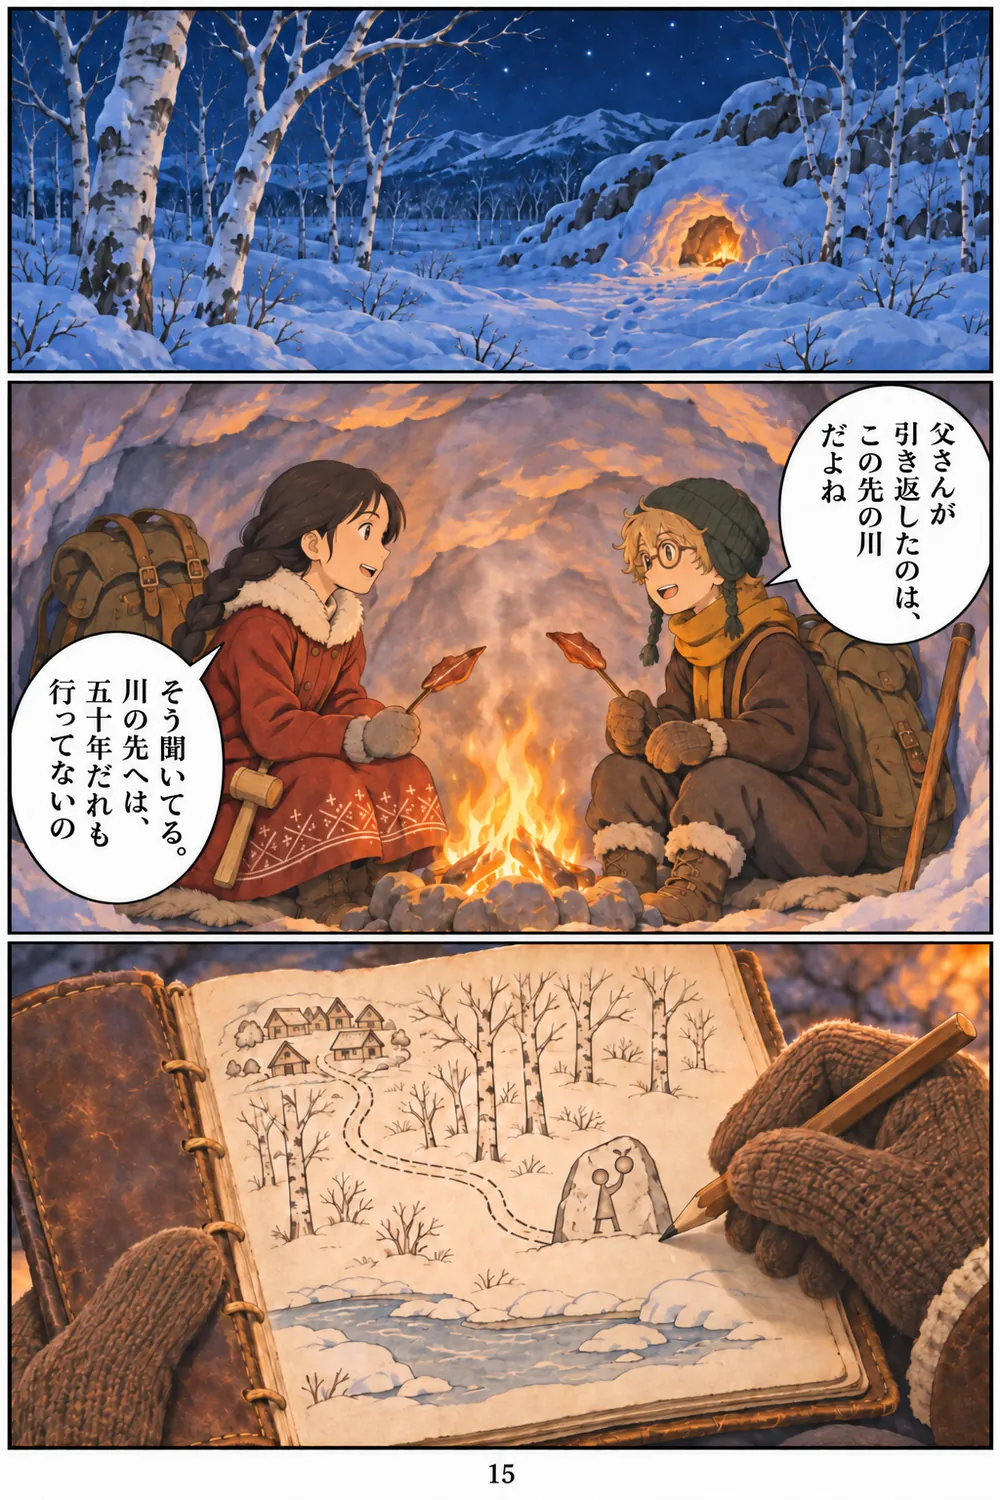 父さんが
引き返したのは、
この先の川
だよね
そう聞いてる。
川の先へは、
五十年だれも
行ってないの
15